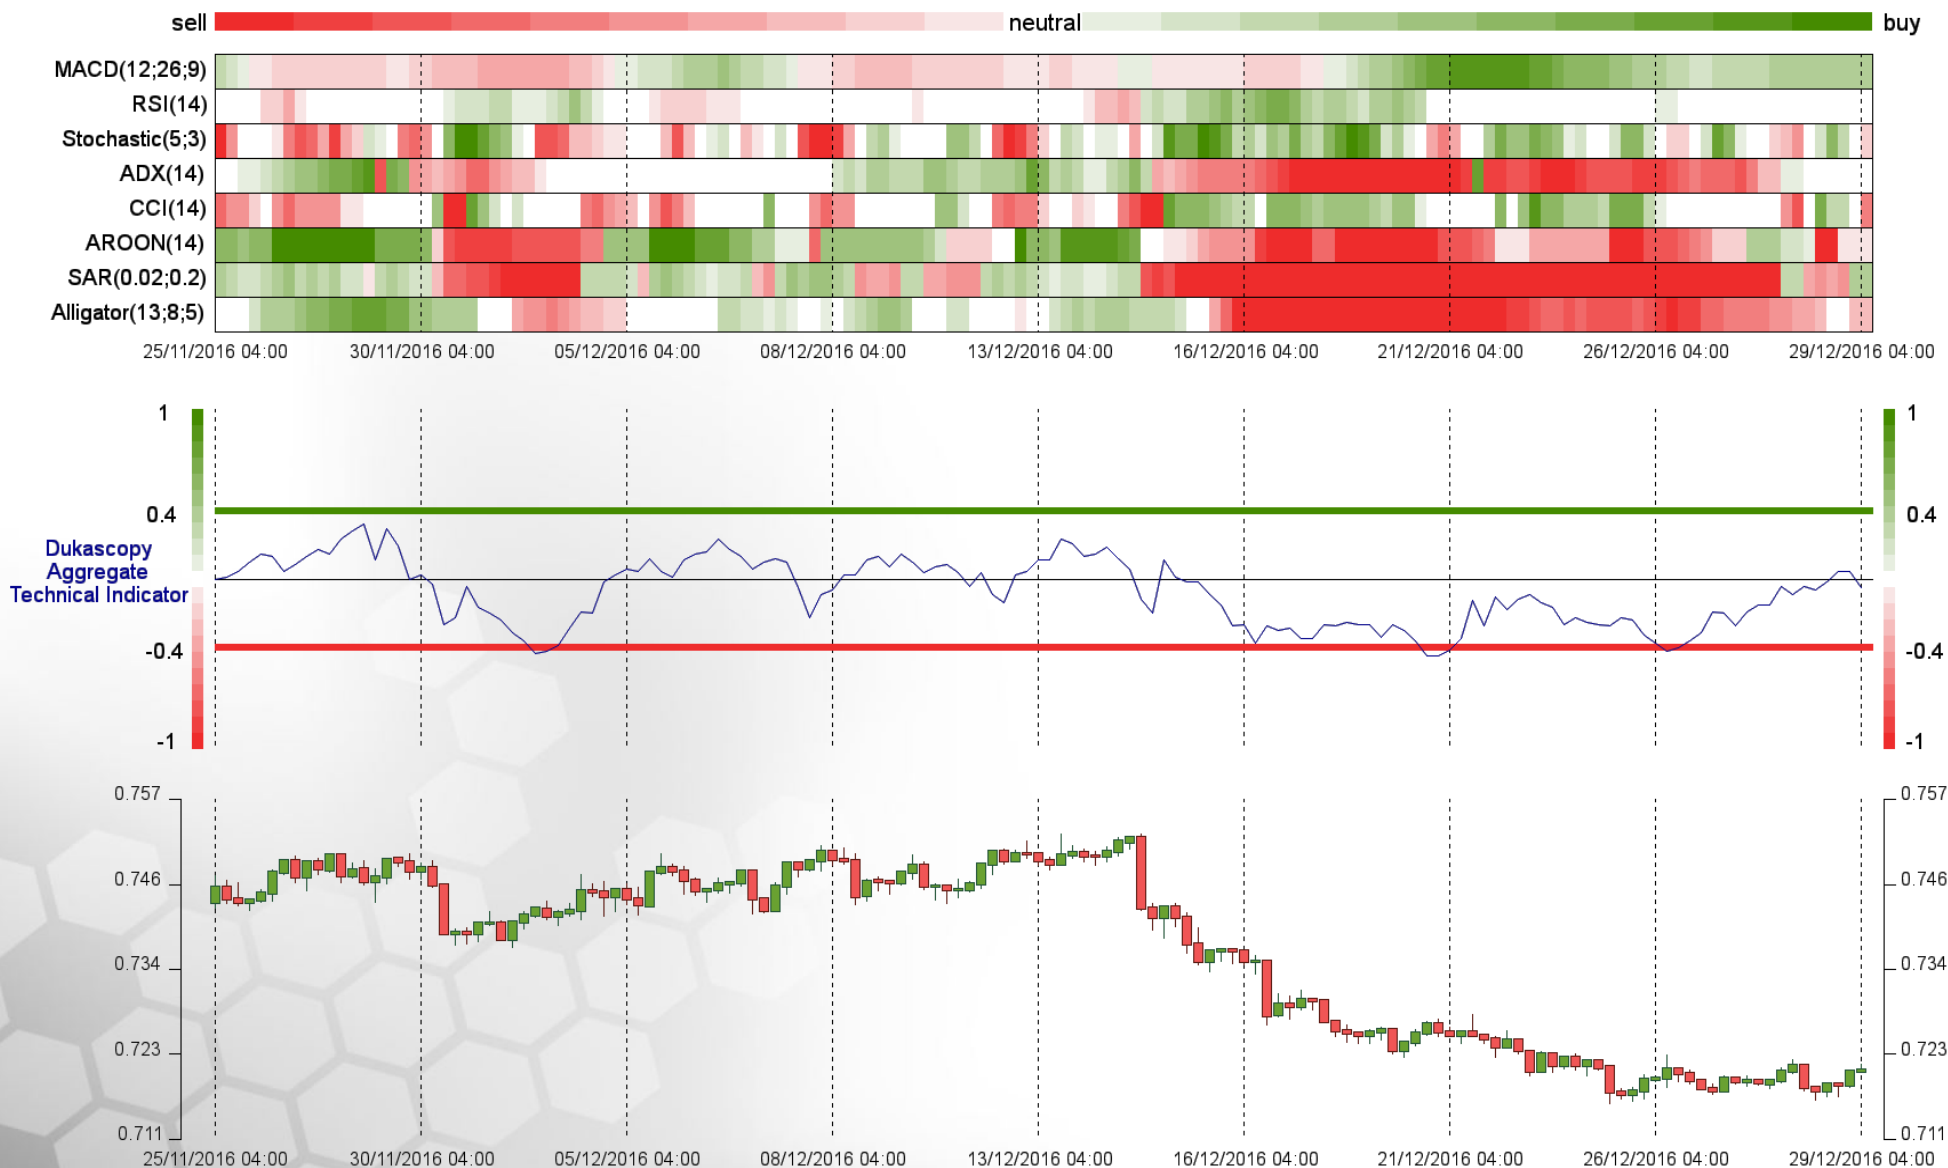 sell neutral buy
MACD(12;26;9)
RSI(14)
Stochastic(5;3)
ADX(14)
CCI(14)
AROON(14)
SAR(0.02;0.2)
Alligator(13;8;5)
25/11/2016 04:00 30/11/2016 04:00 05/12/2016 04:00 08/12/2016 04:00 13/12/2016 04:00 16/12/2016 04:00 21/12/2016 04:00 26/12/2016 04:00 29/12/2016 04:00
1 1
0.4 0.4
Dukascopy
Aggregate
Technical Indicator
-0.4 -0.4
-1 -1
0.757 0.757
0.746 0.746
0.734 0.734
0.723 0.723
0.711 0.711
25/11/2016 04:00 30/11/2016 04:00 05/12/2016 04:00 08/12/2016 04:00 13/12/2016 04:00 16/12/2016 04:00 21/12/2016 04:00 26/12/2016 04:00 29/12/2016 04:00